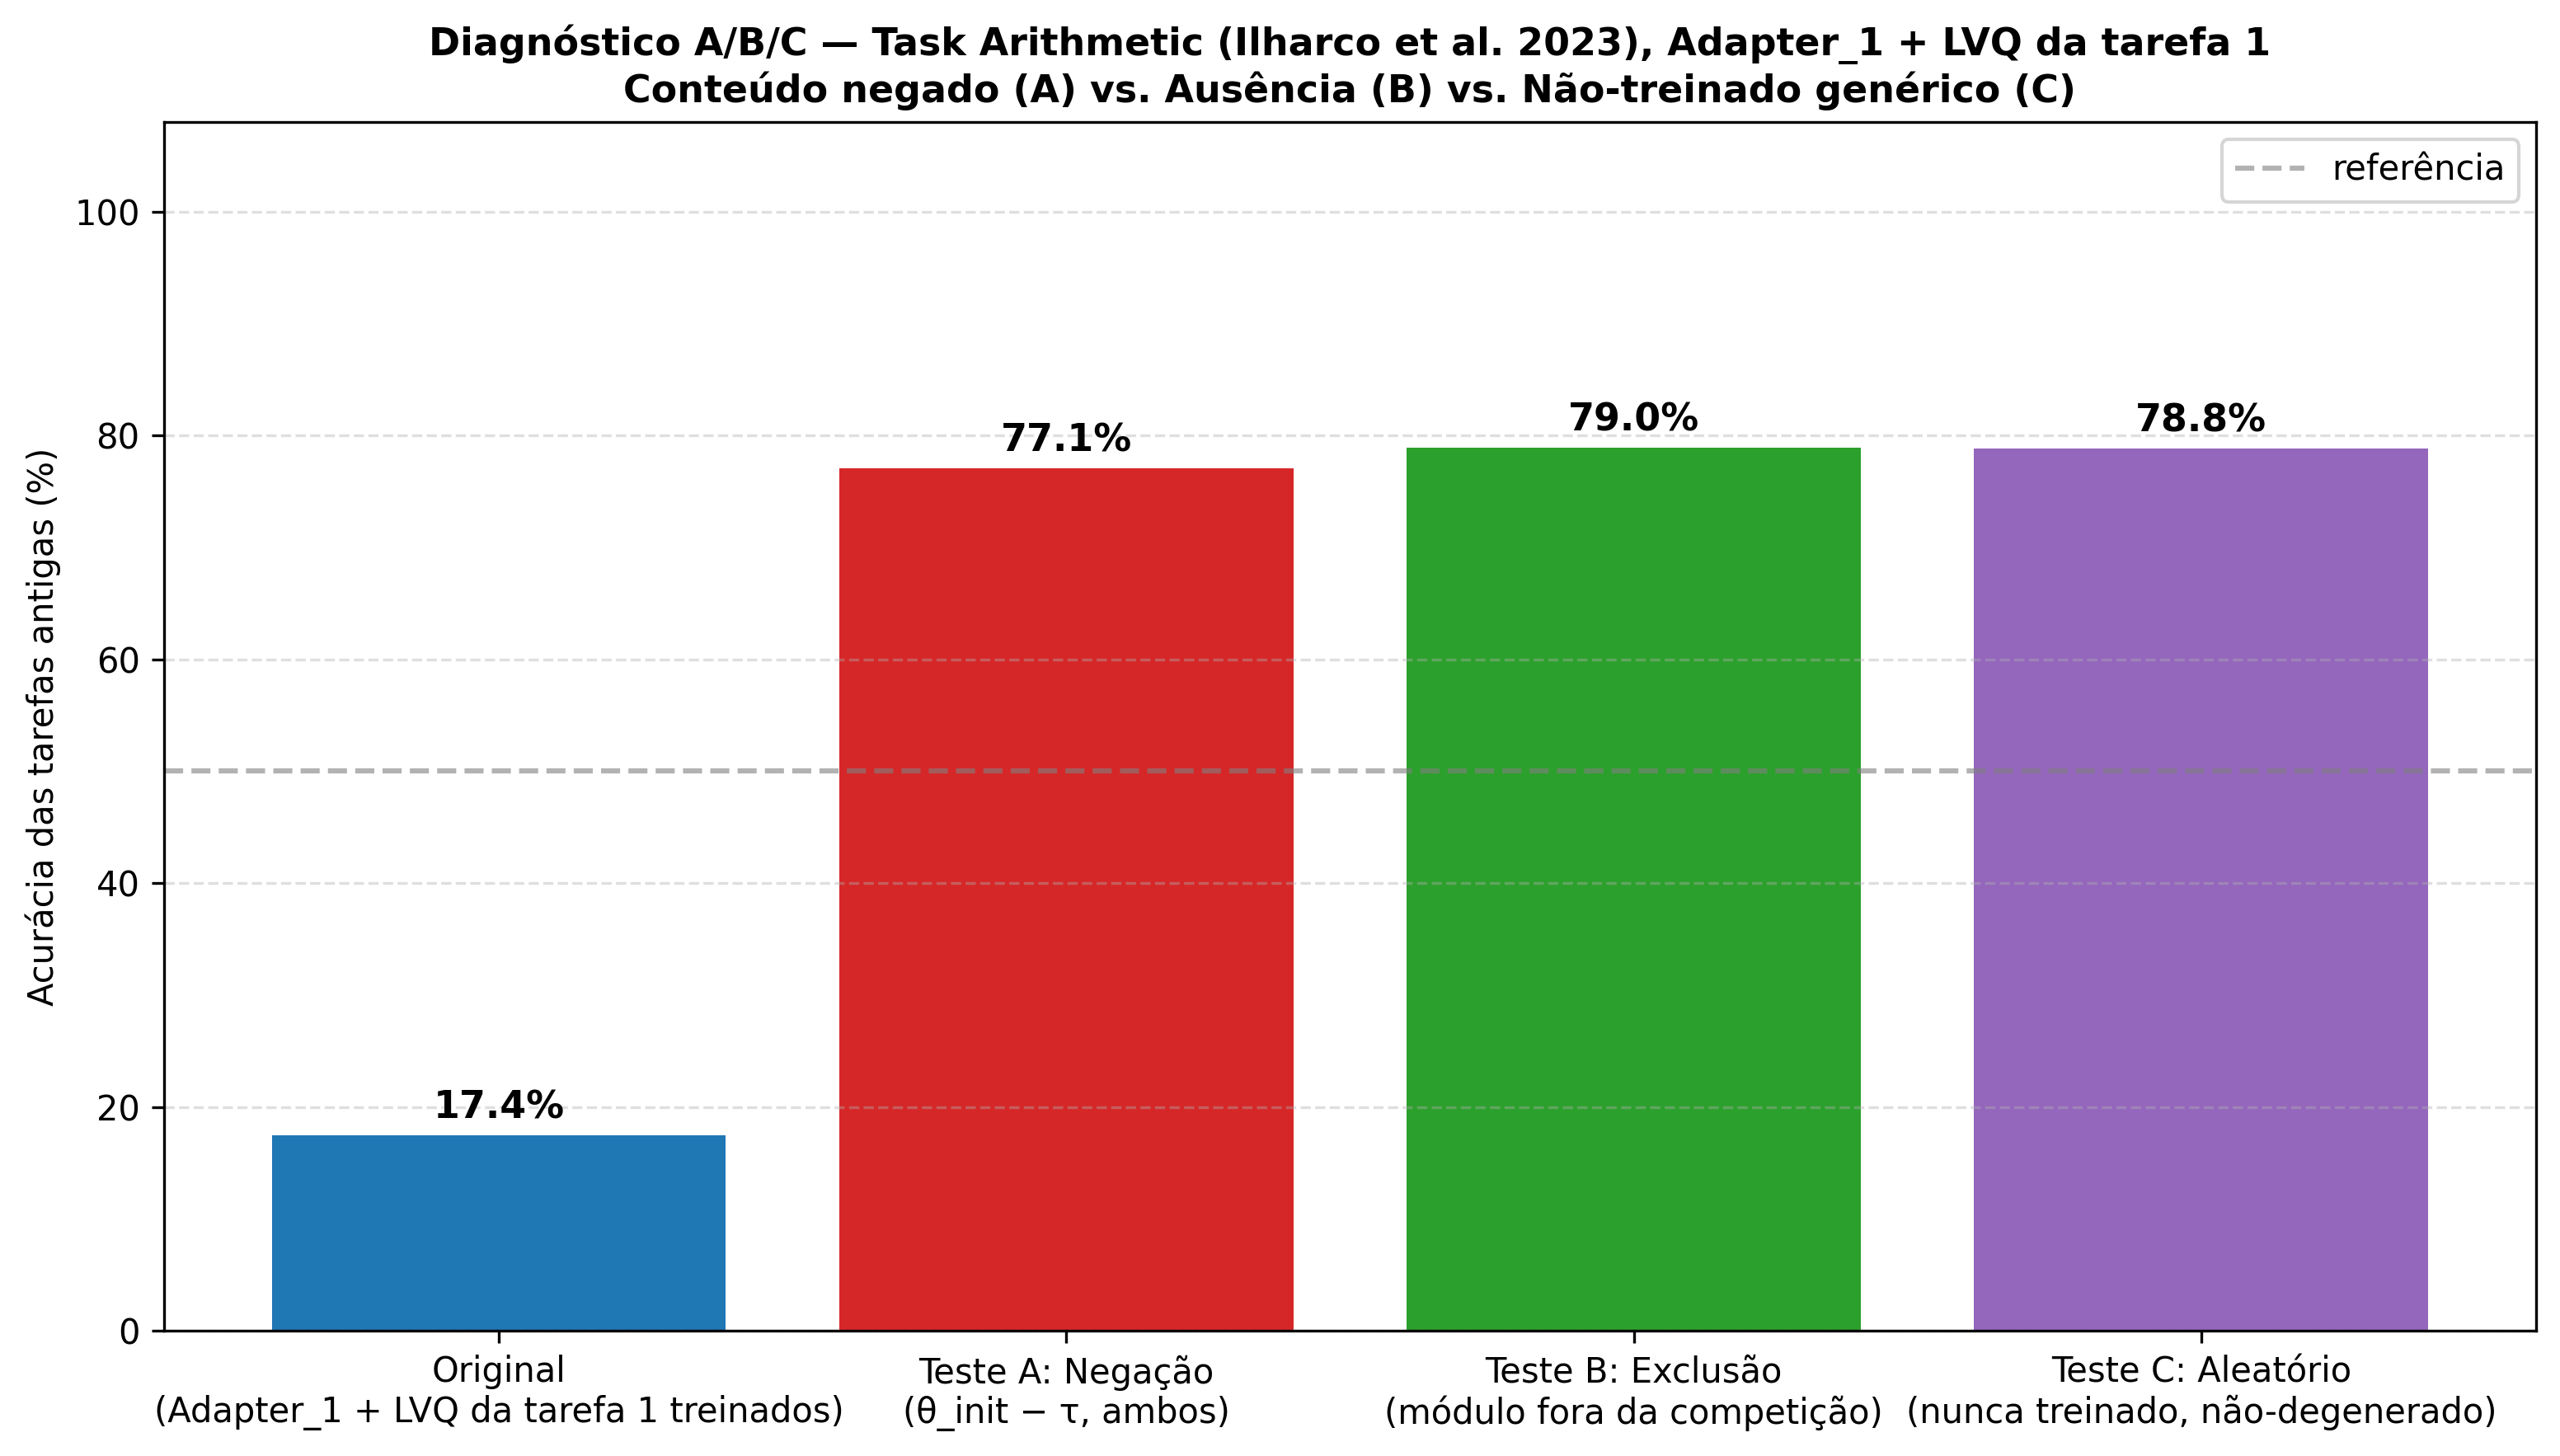 Diagnóstico A/B/C — Task Arithmetic (Ilharco et al. 2023), Adapter_1 + LVQ da tarefa 1
Conteúdo negado (A) vs. Ausência (B) vs. Não-treinado genérico (C)
referência
Acurácia das tarefas antigas (%)
100
80
60
40
20
0
17.4%
77.1%
79.0%
78.8%
Original
(Adapter_1 + LVQ da tarefa 1 treinados)
Teste A: Negação
(θ_init − τ, ambos)
Teste B: Exclusão
(módulo fora da competição)
Teste C: Aleatório
(nunca treinado, não-degenerado)